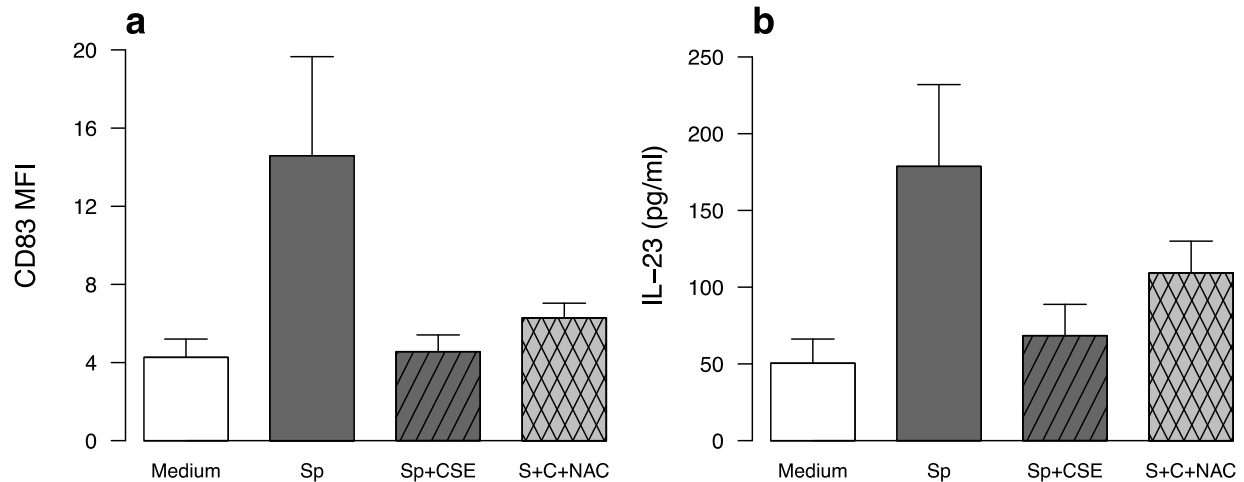 a
CD83 MFI
20
16
12
8
4
0
Medium Sp Sp+CSE S+C+NAC
b
IL−23 (pg/ml)
250
200
150
100
50
0
Medium Sp Sp+CSE S+C+NAC